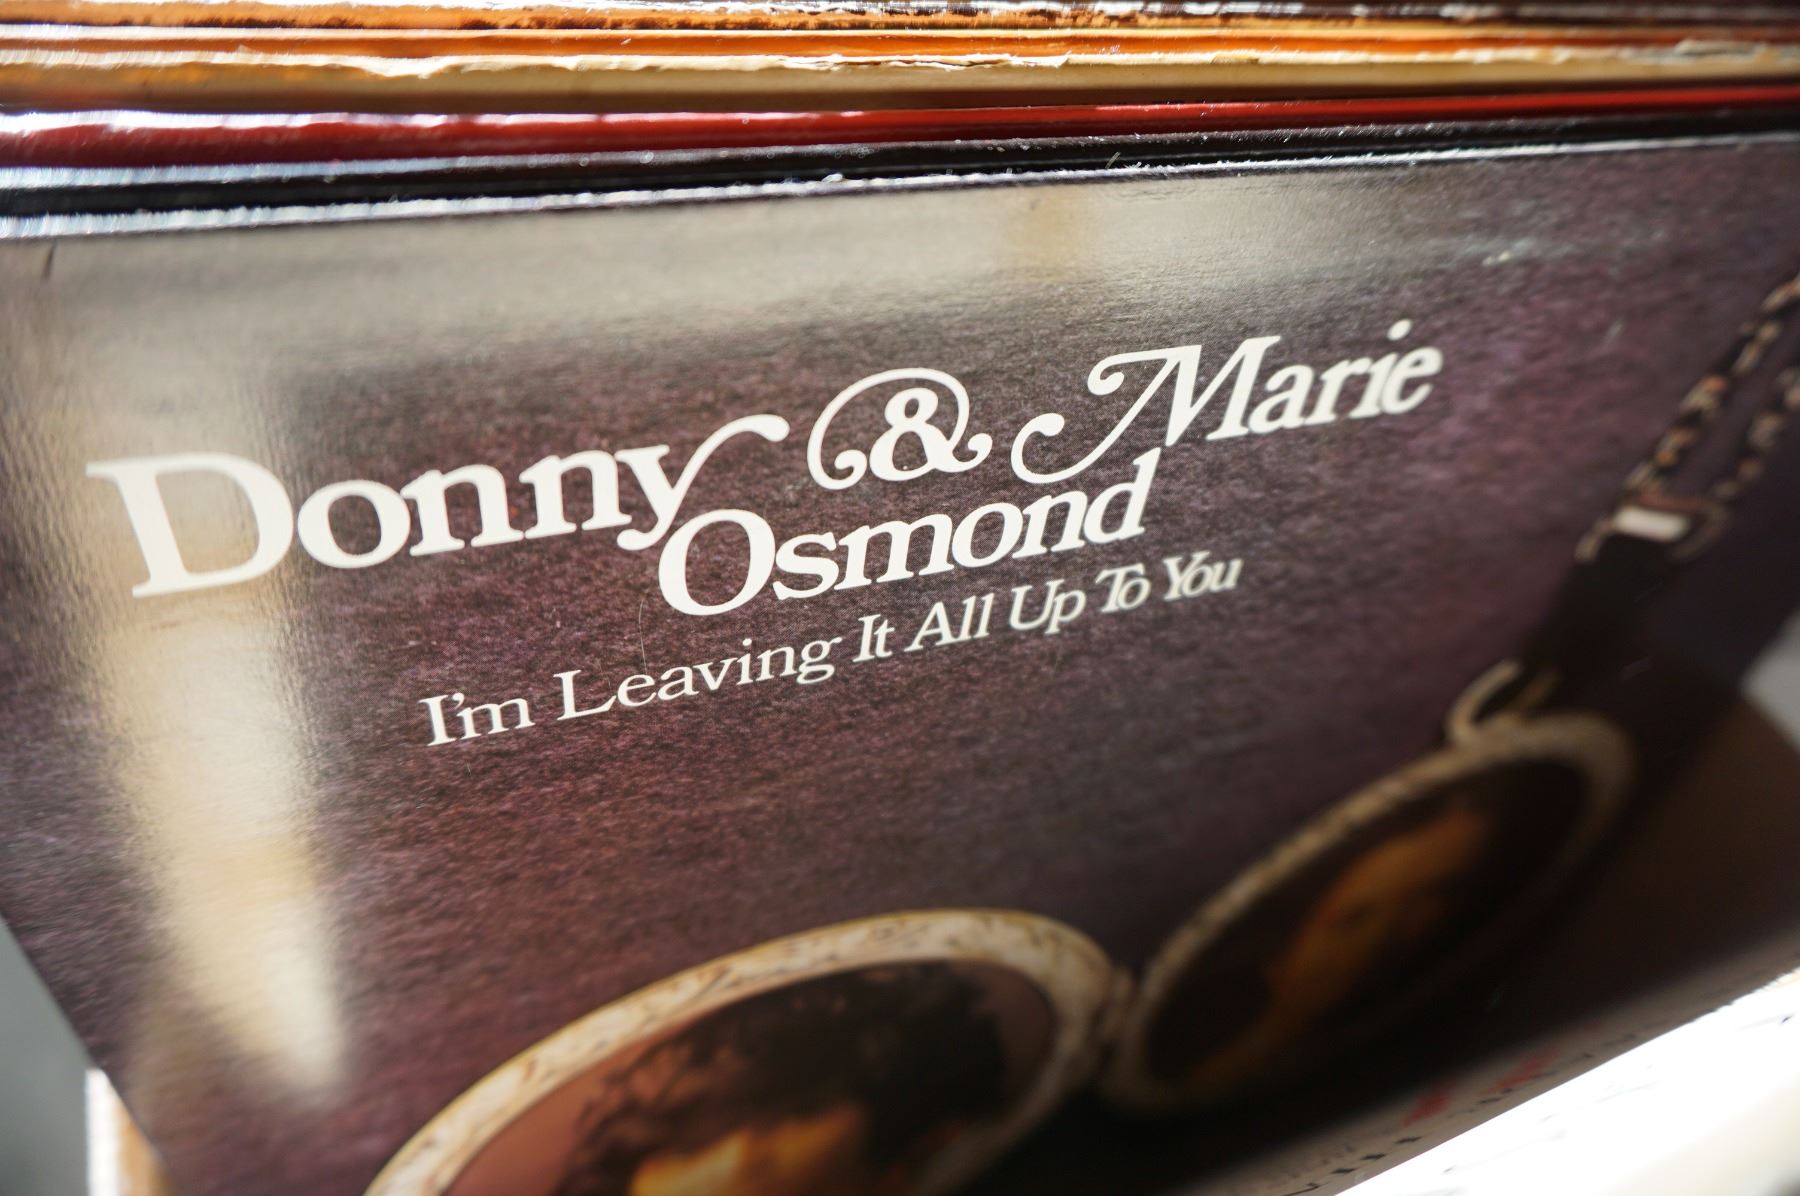 Donny & Marie
Osmond
I'm Leaving It All Up To You